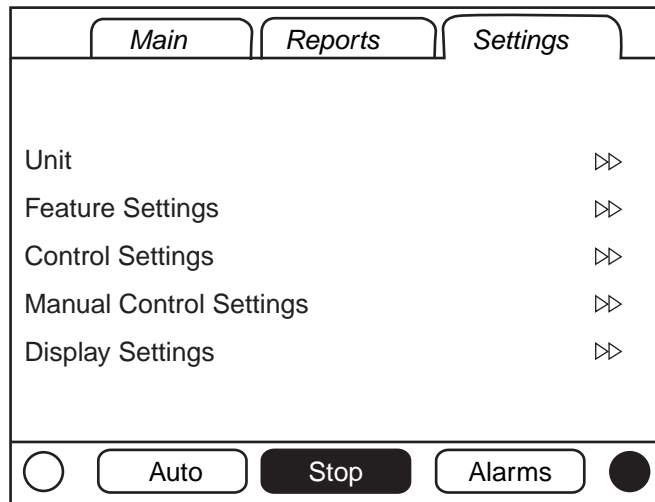 Main Reports Settings
Unit
Feature Settings
Control Settings
Manual Control Settings
Display Settings
Auto Stop Alarms